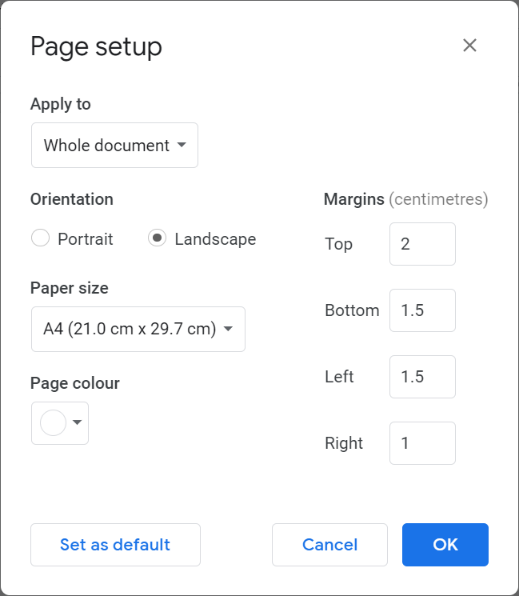 Page setup
Apply to
Whole document
Orientation
Portrait
Landscape
Paper size
A4 (21.0 cm x 29.7 cm)
Page colour
Margins (centimetres)
Top 2
Bottom 1.5
Left 1.5
Right 1
Set as default
Cancel
OK